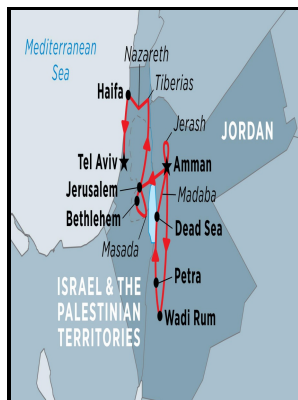 Mediterranean
Sea
Nazareth
Tiberias
Haifa
Jerash
JORDAN
Tel Aviv
Amman
Jerusalem
Madaba
Bethlehem
Dead Sea
Masada
ISRAEL & THE
PALESTINIAN
TERRITORIES
Petra
Wadi Rum